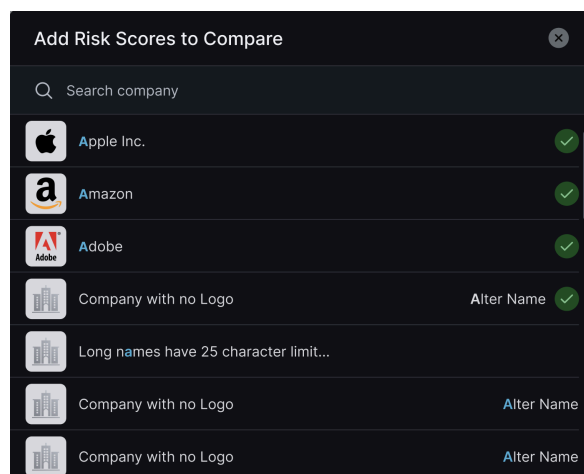 Add Risk Scores to Compare
Search company
Apple Inc.
a Amazon
Adobe Adobe
Company with no Logo Alter Name
Long names have 25 character limit...
Company with no Logo Alter Name
Company with no Logo Alter Name